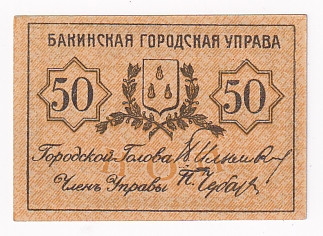 БАКИНСКАЯ ГОРОДСКАЯ УПРАВА
50 50
Городской Голова
Членъ Управы